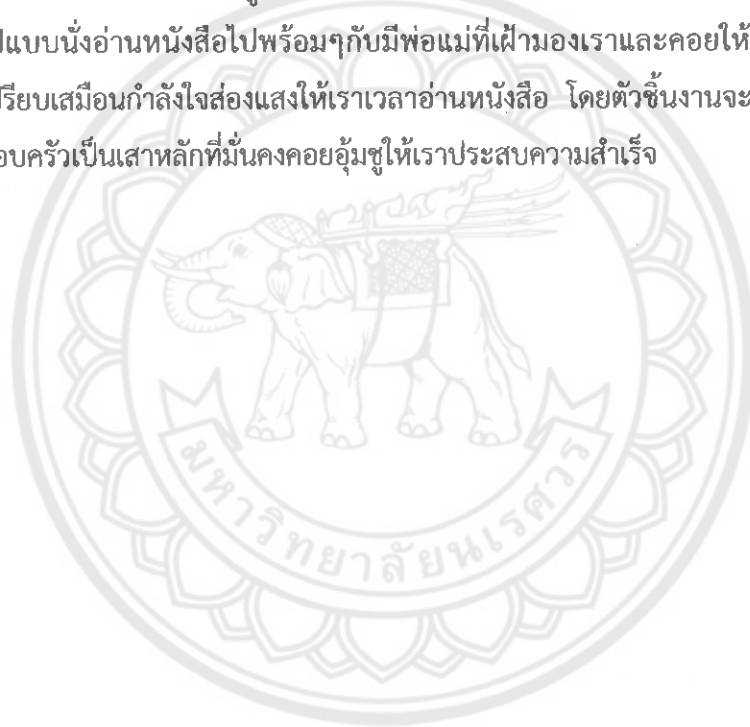 ปแบบนั่งอ่านหนังสือไปพร้อมๆกับมีพ่อแม่ที่เฝ้ามองเราและคอยให้
ปรียบเสมือนกำลังใจส่องแสงให้เราเวลาอ่านหนังสือ โดยตัวชิ้นงานจะ
อบครัวเป็นเสาหลักที่มั่นคงคอยอุ้มชูให้เราประสบความสำเร็จ
มหาวิทยาลัยนเรศวร